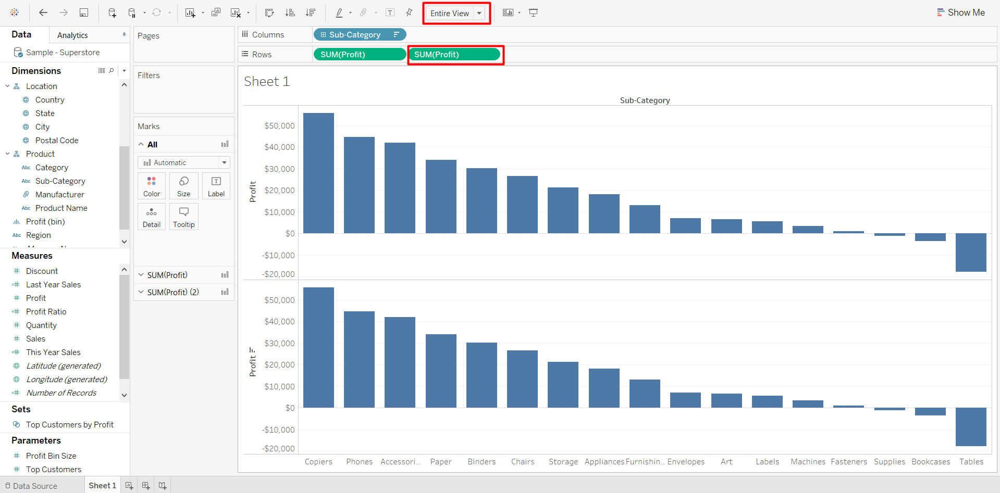 Entire View
Show Me
Data
Analytics
Sample - Superstore
Dimensions
Location
Country
State
City
Postal Code
Product
Abc Category
Abc Sub-Category
Manufacturer
Abc Product Name
Profit (bin)
Abc Region
Measures
Discount
Last Year Sales
Profit
Profit Ratio
Quantity
Sales
This Year Sales
Latitude (generated)
Longitude (generated)
Number of Records
Sets
Top Customers by Profit
Parameters
Profit Bin Size
Top Customers
Pages
Filters
Marks
All
Automatic
Color
Size
Label
Detail
Tooltip
SUM(Profit)
SUM(Profit) (2)
Columns
Sub-Category
Rows
SUM(Profit)
SUM(Profit)
Sheet 1
Sub-Category
Profit
$50,000
$40,000
$30,000
$20,000
$10,000
$0
-$10,000
-$20,000
Profit
$50,000
$40,000
$30,000
$20,000
$10,000
$0
-$10,000
-$20,000
Copiers
Phones
Accessori..
Paper
Binders
Chairs
Storage
Appliances
Furnishin..
Envelopes
Art
Labels
Machines
Fasteners
Supplies
Bookcases
Tables
Data Source
Sheet 1